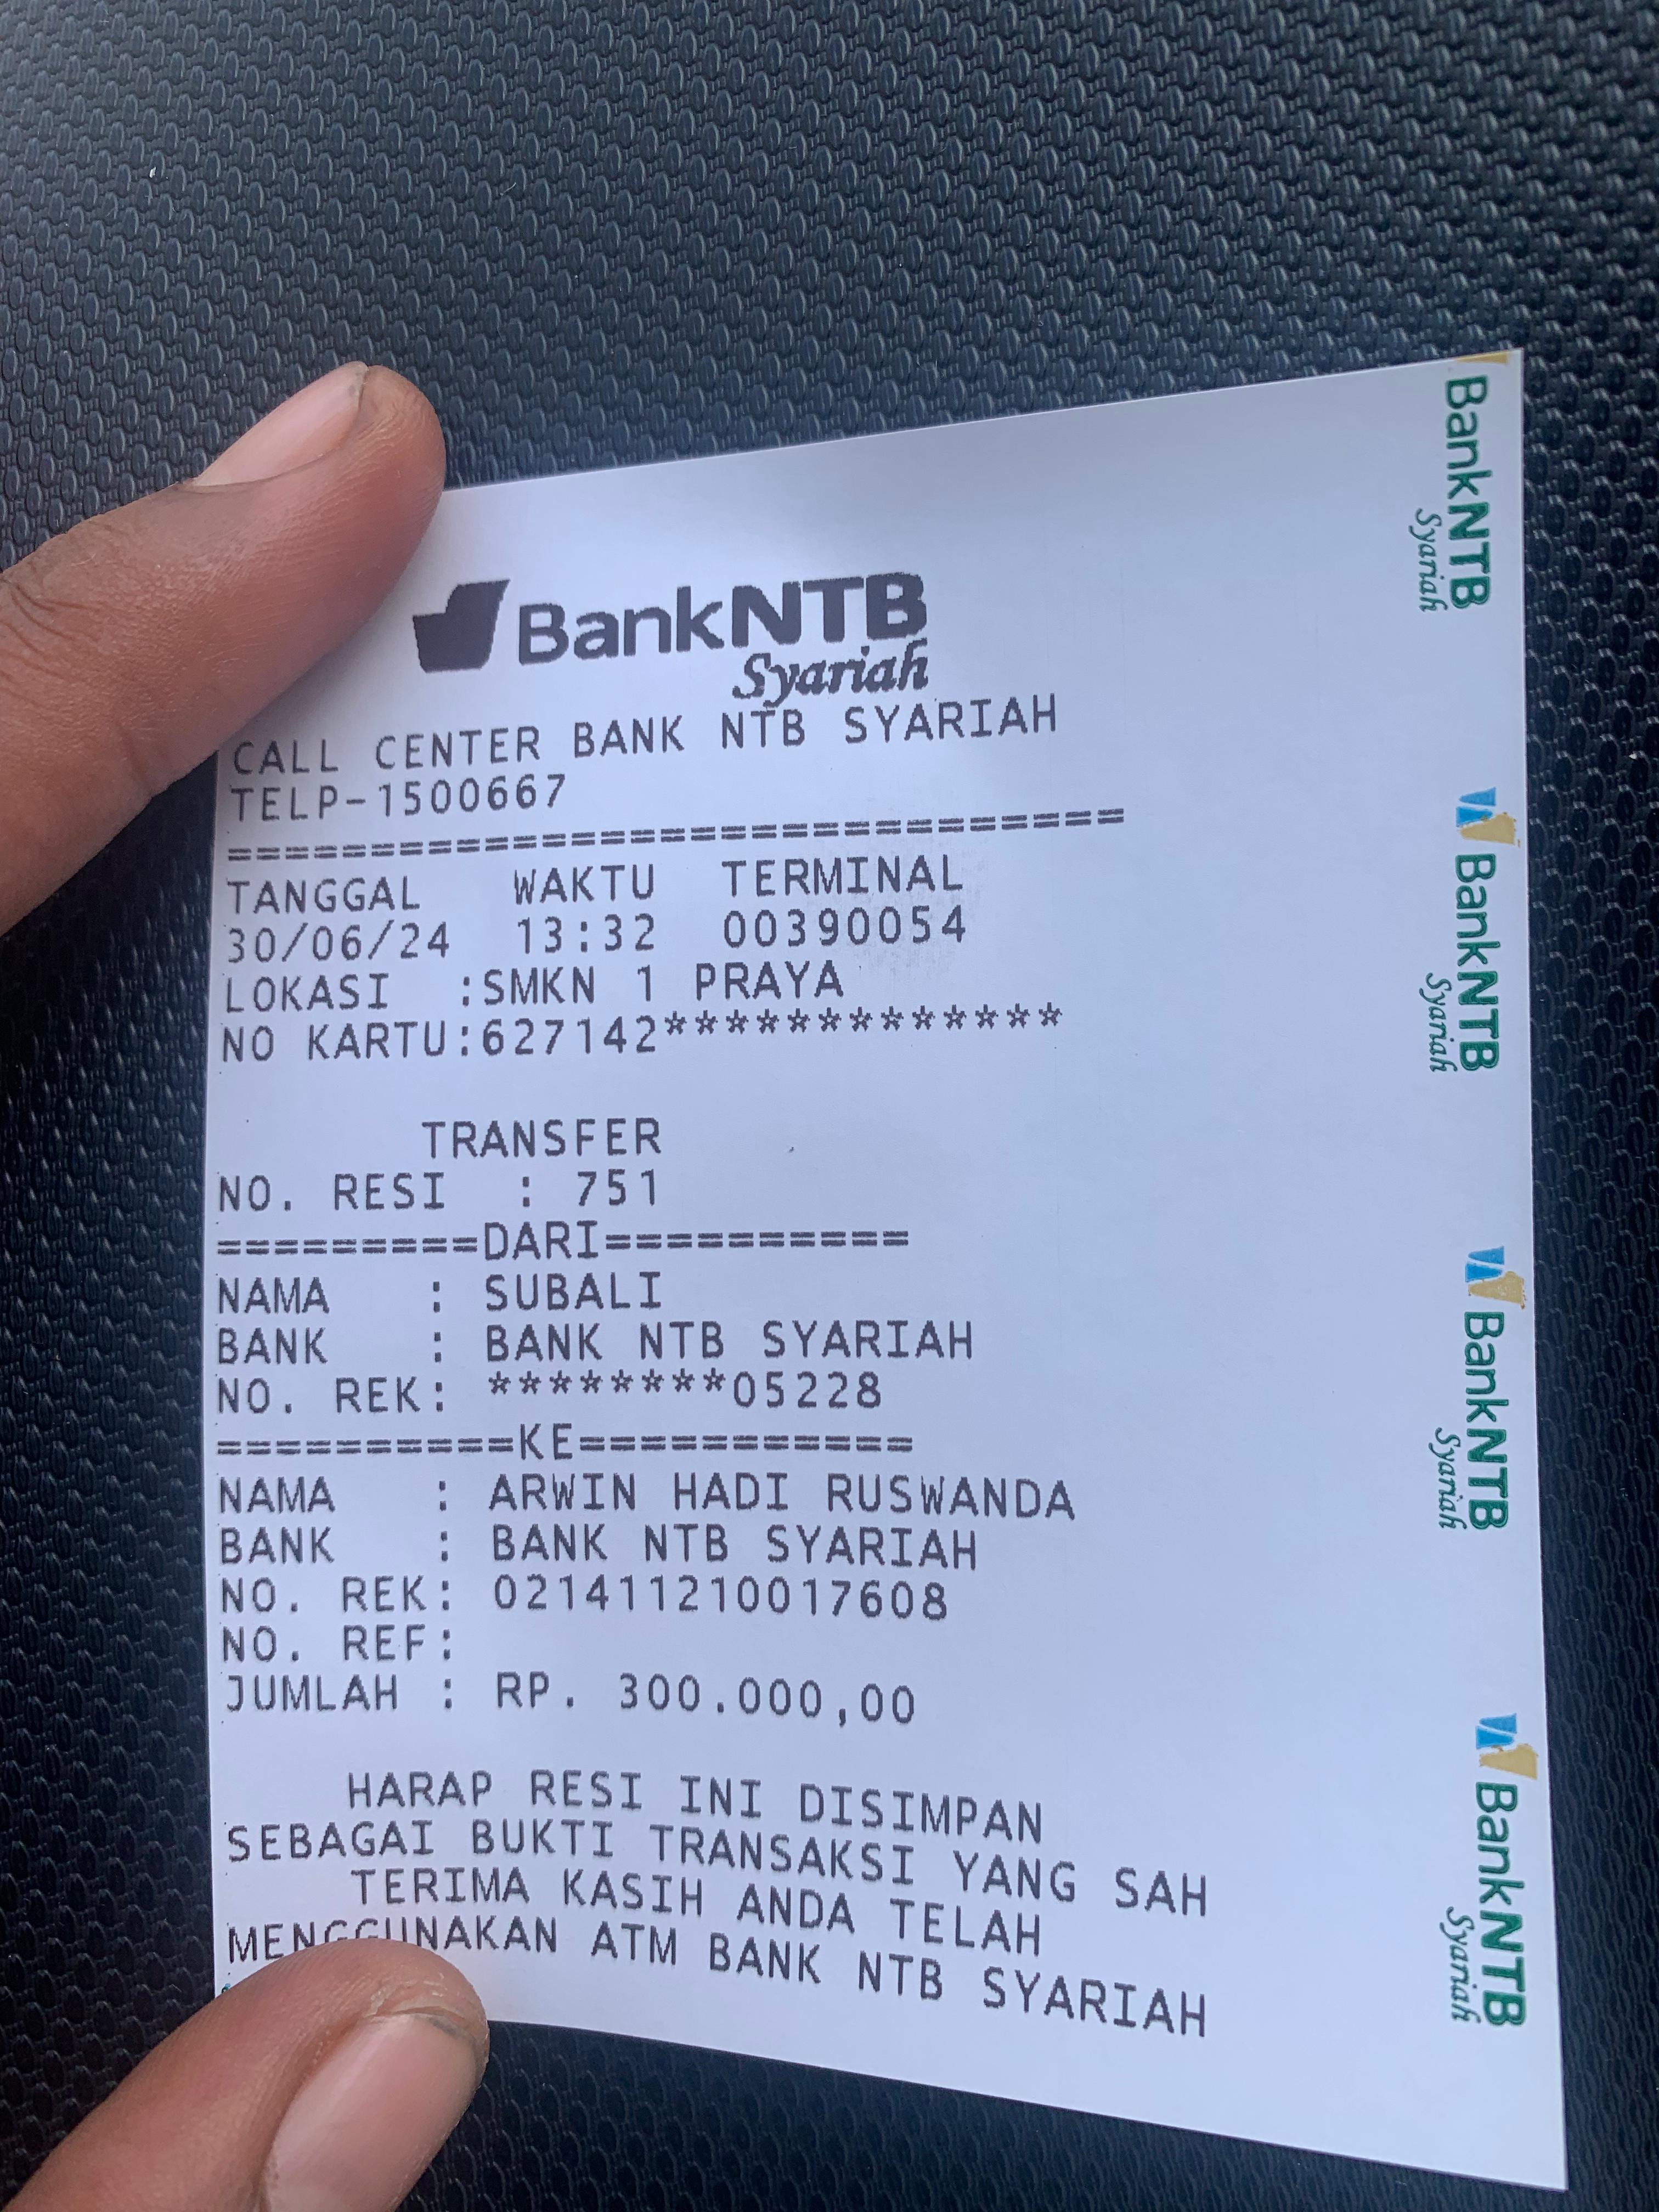 BankNTB
Syariah
CALL CENTER BANK NTB SYARIAH
TELP-1500667
===============================
TANGGAL WAKTU TERMINAL
30/06/24 13:32 00390054
LOKASI :SMKN 1 PRAYA
NO KARTU:627142*************
TRANSFER
NO. RESI : 751
=========DARI==========
NAMA : SUBALI
BANK : BANK NTB SYARIAH
NO. REK: ********05228
==========KE===========
NAMA : ARWIN HADI RUSWANDA
BANK : BANK NTB SYARIAH
NO. REK: 021411210017608
NO. REF:
JUMLAH : RP. 300.000,00
HARAP RESI INI DISIMPAN
SEBAGAI BUKTI TRANSAKSI YANG SAH
TERIMA KASIH ANDA TELAH
MENGGUNAKAN ATM BANK NTB SYARIAH
BankNTB
Syariah
BankNTB
Syariah
BankNTB
Syariah
BankNTB
Syariah